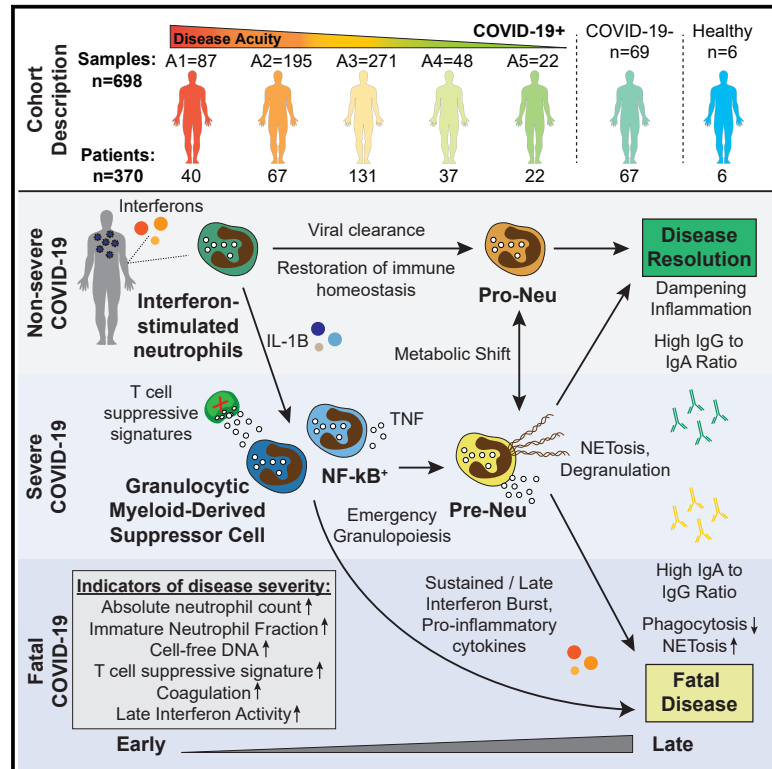 Cohort
Description
Disease Acuity
COVID-19+
COVID-19-
n=69
Healthy
n=6
Samples:
n=698
A1=87
A2=195
A3=271
A4=48
A5=22
Patients:
n=370
40
67
131
37
22
67
6
Non-severe
COVID-19
Interferons
Interferon-
stimulated
neutrophils
Viral clearance
Restoration of immune
homeostasis
Pro-Neu
Disease
Resolution
Dampening
Inflammation
High IgG to
IgA Ratio
IL-1B
Metabolic Shift
Severe
COVID-19
T cell
suppressive
signatures
TNF
NF-kB+
Granulocytic
Myeloid-Derived
Suppressor Cell
Pre-Neu
NETosis,
Degranulation
Emergency
Granulopoiesis
High IgA to
IgG Ratio
Fatal
COVID-19
Indicators of disease severity:
Absolute neutrophil count↑
Immature Neutrophil Fraction↑
Cell-free DNA↑
T cell suppressive signature↑
Coagulation↑
Late Interferon Activity↑
Sustained / Late
Interferon Burst,
Pro-inflammatory
cytokines
Phagocytosis↓
NETosis↑
Fatal
Disease
Early
Late